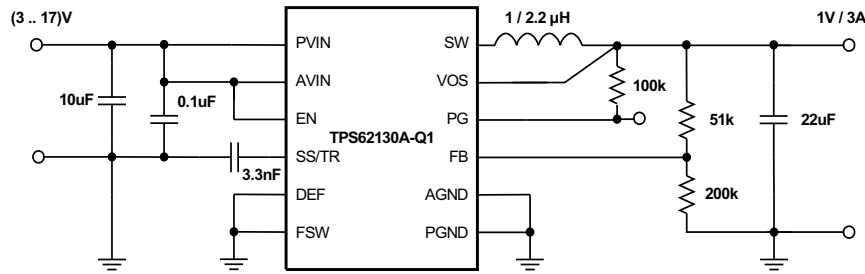 (3 .. 17)V
1 / 2.2 µH
1V / 3A
PVIN
SW
AVIN
VOS
10uF
0.1uF
100k
EN
PG
TPS62130A-Q1
51k
22uF
SS/TR
FB
3.3nF
DEF
AGND
200k
FSW
PGND